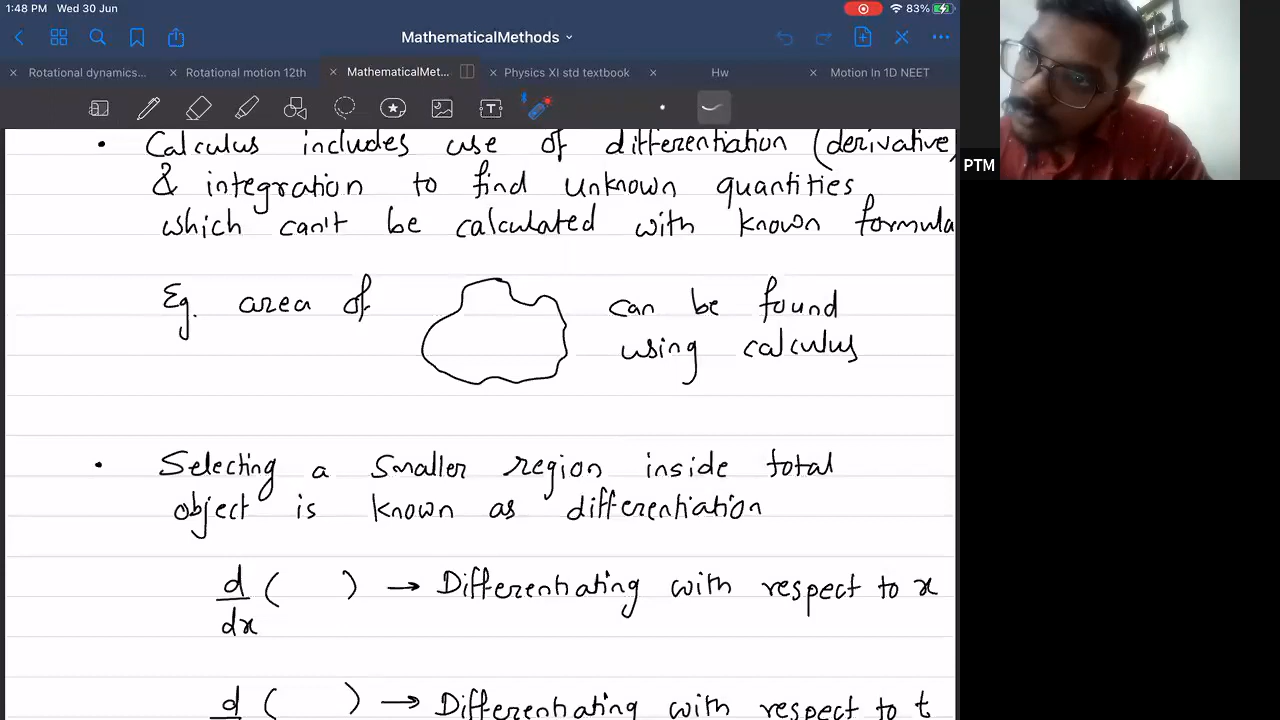 1:48 PM Wed 30 Jun
83%
MathematicalMethods
Rotational dynamics...
Rotational motion 12th
MathematicalMet...
Physics XI std textbook
Hw
Motion In 1D NEET
T
PTM
• Calculus includes use of differentiation (derivative)
& integration to find unknown quantities
which can't be calculated with known formula
Eg. area of can be found
using calculus
• Selecting a smaller region inside total
object is known as differentiation
d/dx ( ) → Differentiating with respect to x
d ( ) → Differentiating with respect to t